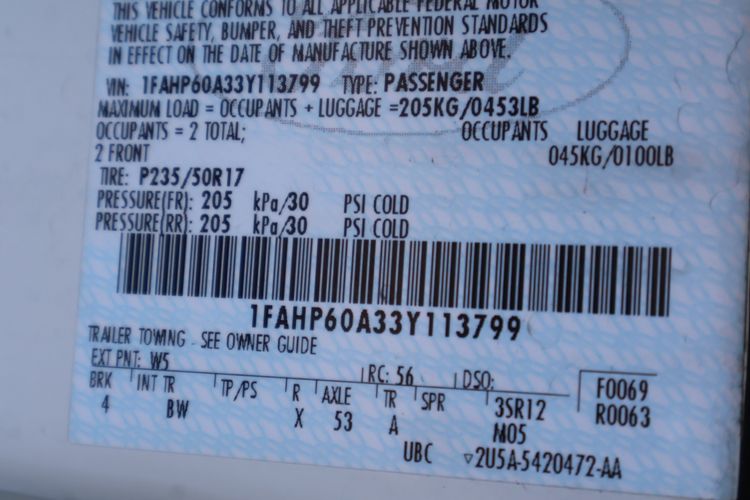 THIS VEHICLE CONFORMS TO ALL APPLICABLE FEDERAL MOTOR
VEHICLE SAFETY, BUMPER, AND THEFT PREVENTION STANDARDS
IN EFFECT ON THE DATE OF MANUFACTURE SHOWN ABOVE.
VIN: 1FAHP60A33Y113799 TYPE: PASSENGER
MAXIMUM LOAD = OCCUPANTS + LUGGAGE =205KG/0453LB
OCCUPANTS = 2 TOTAL; OCCUPANTS LUGGAGE
2 FRONT 045KG/0100LB
TIRE: P235/50R17
PRESSURE(FR): 205 kPa/30 PSI COLD
PRESSURE(RR): 205 kPa/30 PSI COLD
1FAHP60A33Y113799
TRAILER TOWING - SEE OWNER GUIDE
EXT PNT: W5 RC: 56 DSO: F0069
BRK INT TR TP/PS R AXLE TR SPR 3SR12 R0063
4 BW X 53 A M05
UBC ▽2U5A-5420472-AA